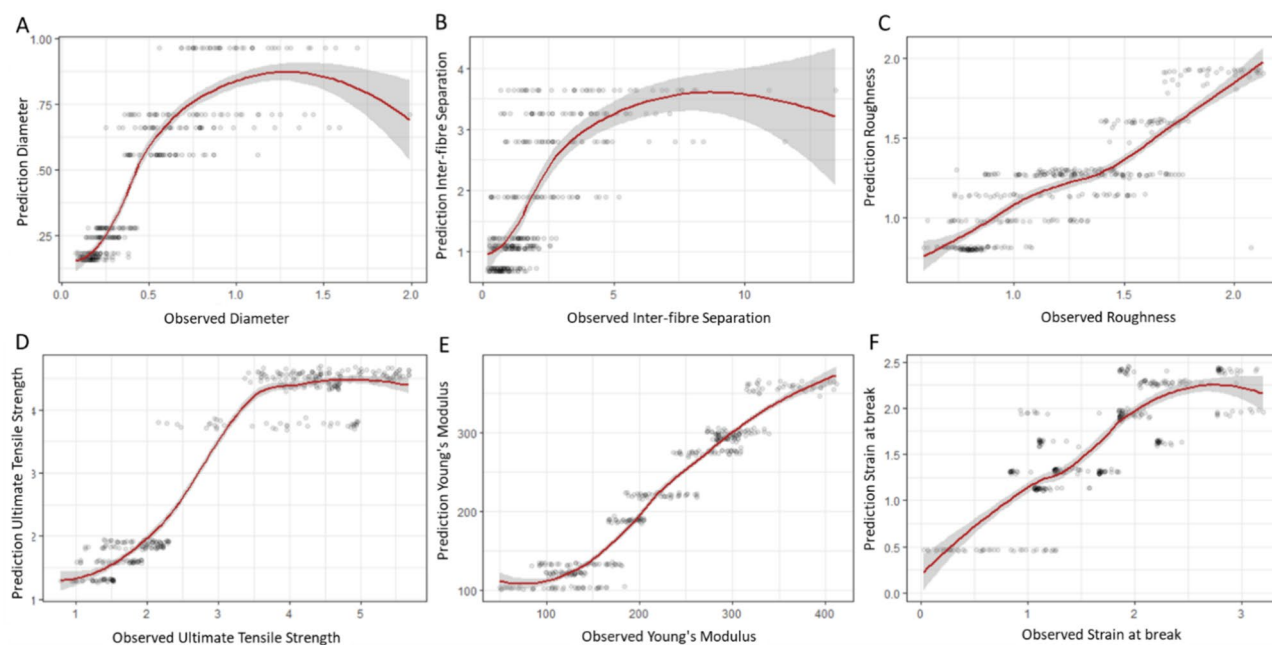 A
1.00
.75
.50
.25
Prediction Diameter
0.0 0.5 1.0 1.5 2.0
Observed Diameter
B
4
3
2
1
Prediction Inter-fibre Separation
0 5 10
Observed Inter-fibre Separation
C
2.0
1.5
1.0
Prediction Roughness
1.0 1.5 2.0
Observed Roughness
D
3
2
1
Prediction Ultimate Tensile Strength
1 2 3 4 5
Observed Ultimate Tensile Strength
E
300
200
100
Prediction Young's Modulus
100 200 300 400
Observed Young's Modulus
F
2.5
2.0
1.5
1.0
0.5
0.0
Prediction Strain at break
0 1 2 3
Observed Strain at break